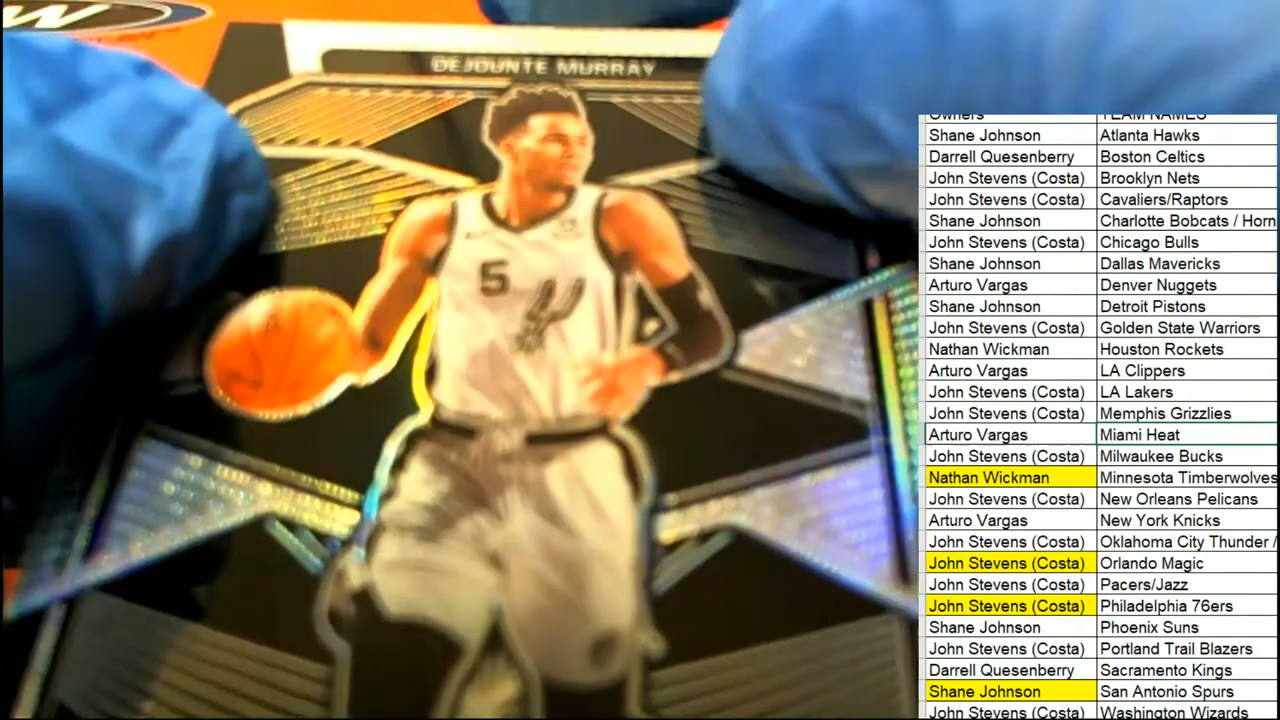 W
DEJOUNTE MURRAY
5
Owners TEAM NAMES
Shane Johnson Atlanta Hawks
Darrell Quesenberry Boston Celtics
John Stevens (Costa) Brooklyn Nets
John Stevens (Costa) Cavaliers/Raptors
Shane Johnson Charlotte Bobcats / Horn
John Stevens (Costa) Chicago Bulls
Shane Johnson Dallas Mavericks
Arturo Vargas Denver Nuggets
Shane Johnson Detroit Pistons
John Stevens (Costa) Golden State Warriors
Nathan Wickman Houston Rockets
Arturo Vargas LA Clippers
John Stevens (Costa) LA Lakers
John Stevens (Costa) Memphis Grizzlies
Arturo Vargas Miami Heat
John Stevens (Costa) Milwaukee Bucks
Nathan Wickman Minnesota Timberwolves
John Stevens (Costa) New Orleans Pelicans
Arturo Vargas New York Knicks
John Stevens (Costa) Oklahoma City Thunder /
John Stevens (Costa) Orlando Magic
John Stevens (Costa) Pacers/Jazz
John Stevens (Costa) Philadelphia 76ers
Shane Johnson Phoenix Suns
John Stevens (Costa) Portland Trail Blazers
Darrell Quesenberry Sacramento Kings
Shane Johnson San Antonio Spurs
John Stevens (Costa) Washington Wizards